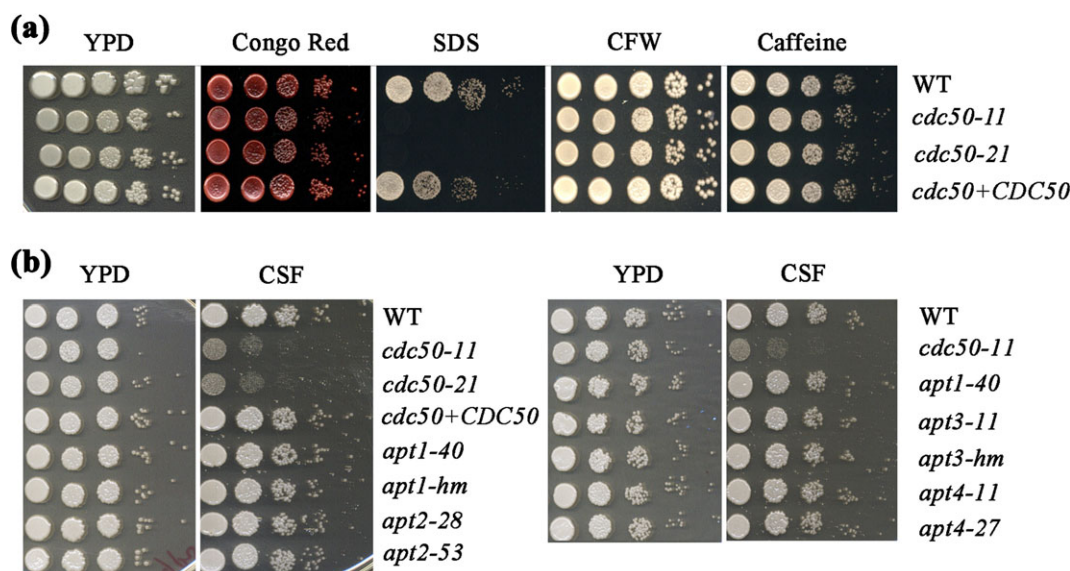 (a)
YPD Congo Red SDS CFW Caffeine
WT
cdc50-11
cdc50-21
cdc50+CDC50
(b)
YPD CSF
WT
cdc50-11
cdc50-21
cdc50+CDC50
apt1-40
apt1-hm
apt2-28
apt2-53
YPD CSF
WT
cdc50-11
apt1-40
apt3-11
apt3-hm
apt4-11
apt4-27